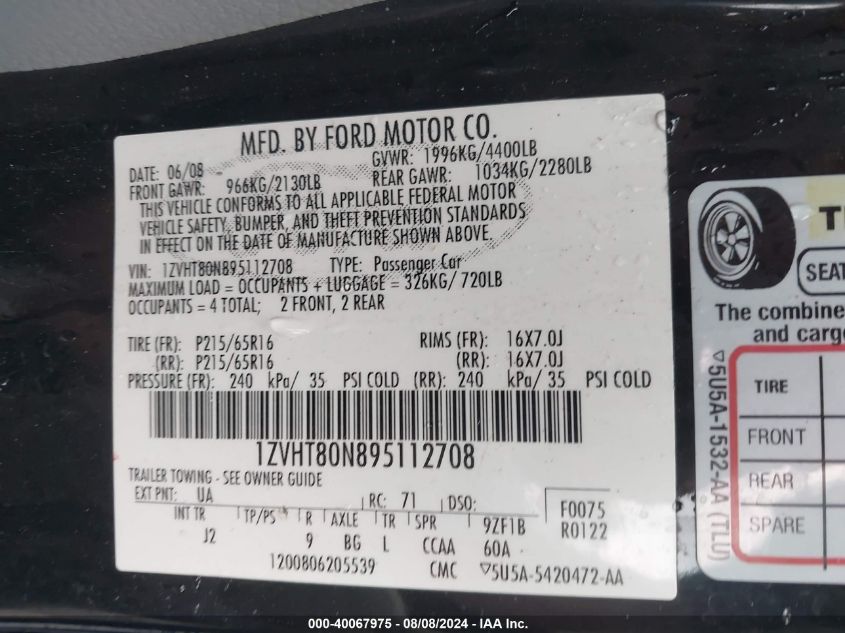 MFD. BY FORD MOTOR CO.
DATE: 06/08 GVWR: 1996KG/4400LB
FRONT GAWR: 966KG/2130LB REAR GAWR: 1034KG/2280LB
THIS VEHICLE CONFORMS TO ALL APPLICABLE FEDERAL MOTOR
VEHICLE SAFETY, BUMPER, AND THEFT PREVENTION STANDARDS
IN EFFECT ON THE DATE OF MANUFACTURE SHOWN ABOVE.
VIN: 1ZVHT80N895112708 TYPE: Passenger Car
MAXIMUM LOAD = OCCUPANTS + LUGGAGE = 326KG/ 720LB
OCCUPANTS = 4 TOTAL; 2 FRONT, 2 REAR
TIRE (FR): P215/65R16 RIMS (FR): 16X7.0J
(RR): P215/65R16 (RR): 16X7.0J
PRESSURE (FR): 240 kPa/ 35 PSI COLD (RR): 240 kPa/ 35 PSI COLD
1ZVHT80N895112708
TRAILER TOWING - SEE OWNER GUIDE
EXT PNT: UA RC: 71 DSO: F0075
INT TR TP/PS R AXLE TR SPR 9ZF1B R0122
J2 9 BG L CCAA 60A
1200806205539 CMC ▽5U5A-5420472-AA
SEAT
The combine
and cargo
TIRE
FRONT
REAR
SPARE
▽5U5A-1532-AA (TLU)
000-40067975 - 08/08/2024 - IAA Inc.